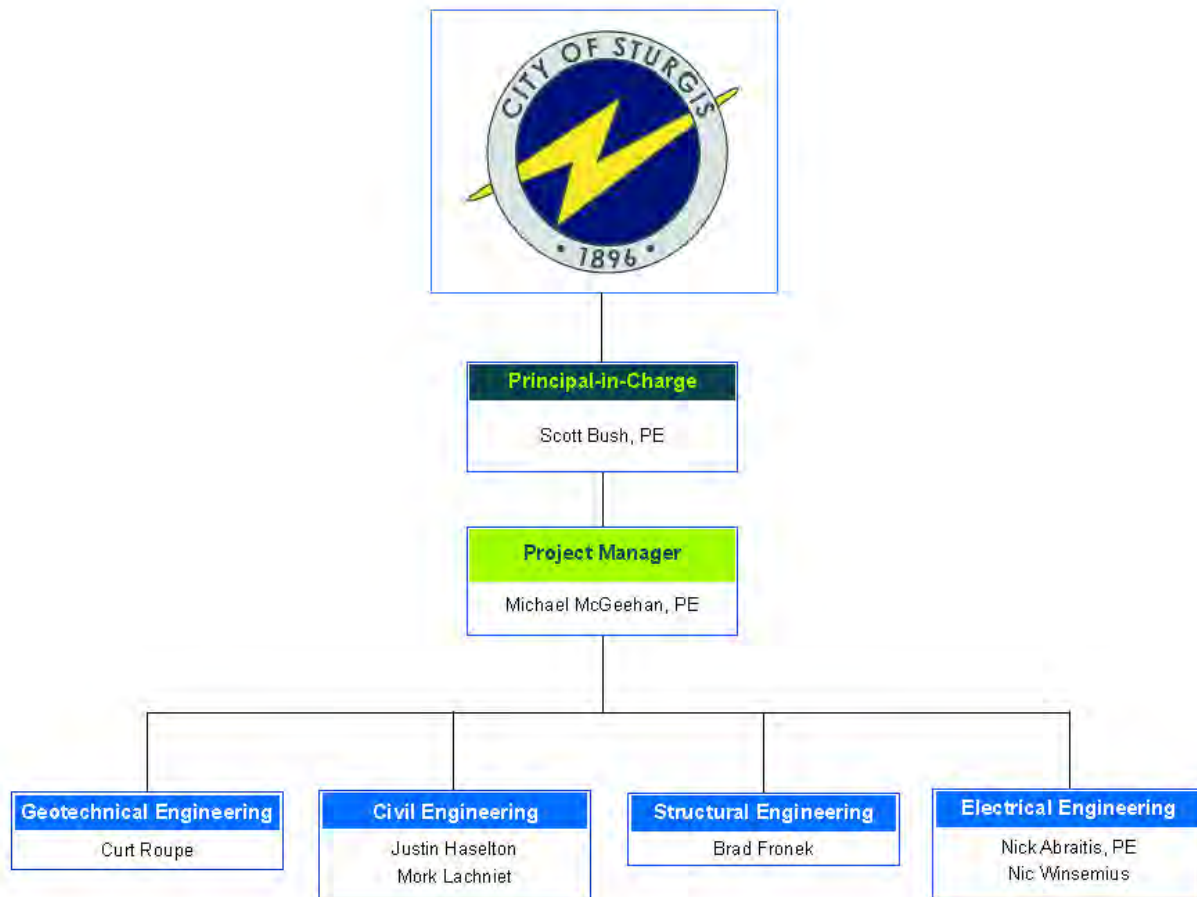 CITY OF STURGIS
• 1896 •
Principal-in-Charge
Scott Bush, PE
Project Manager
Michael McGeehan, PE
Geotechnical Engineering
Curt Roupe
Civil Engineering
Justin Haselton
Mork Lachniet
Structural Engineering
Brad Fronek
Electrical Engineering
Nick Abraitis, PE
Nic Winsemius